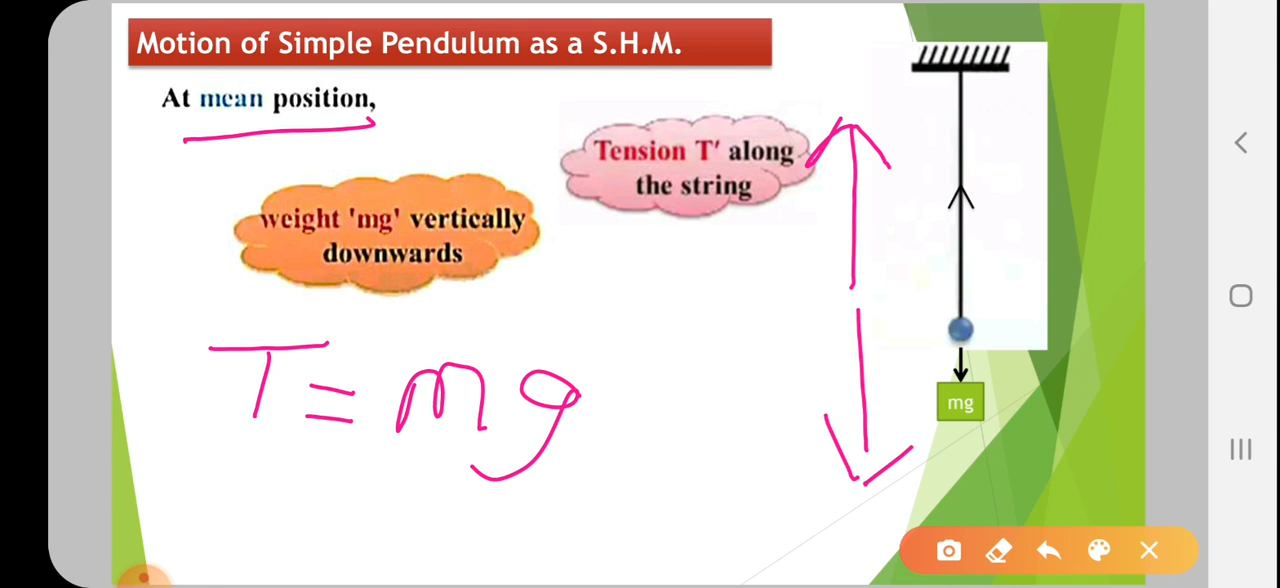 Motion of Simple Pendulum as a S.H.M.
At mean position,
Tension T' along
the string
weight 'mg' vertically
downwards
T = mg
mg